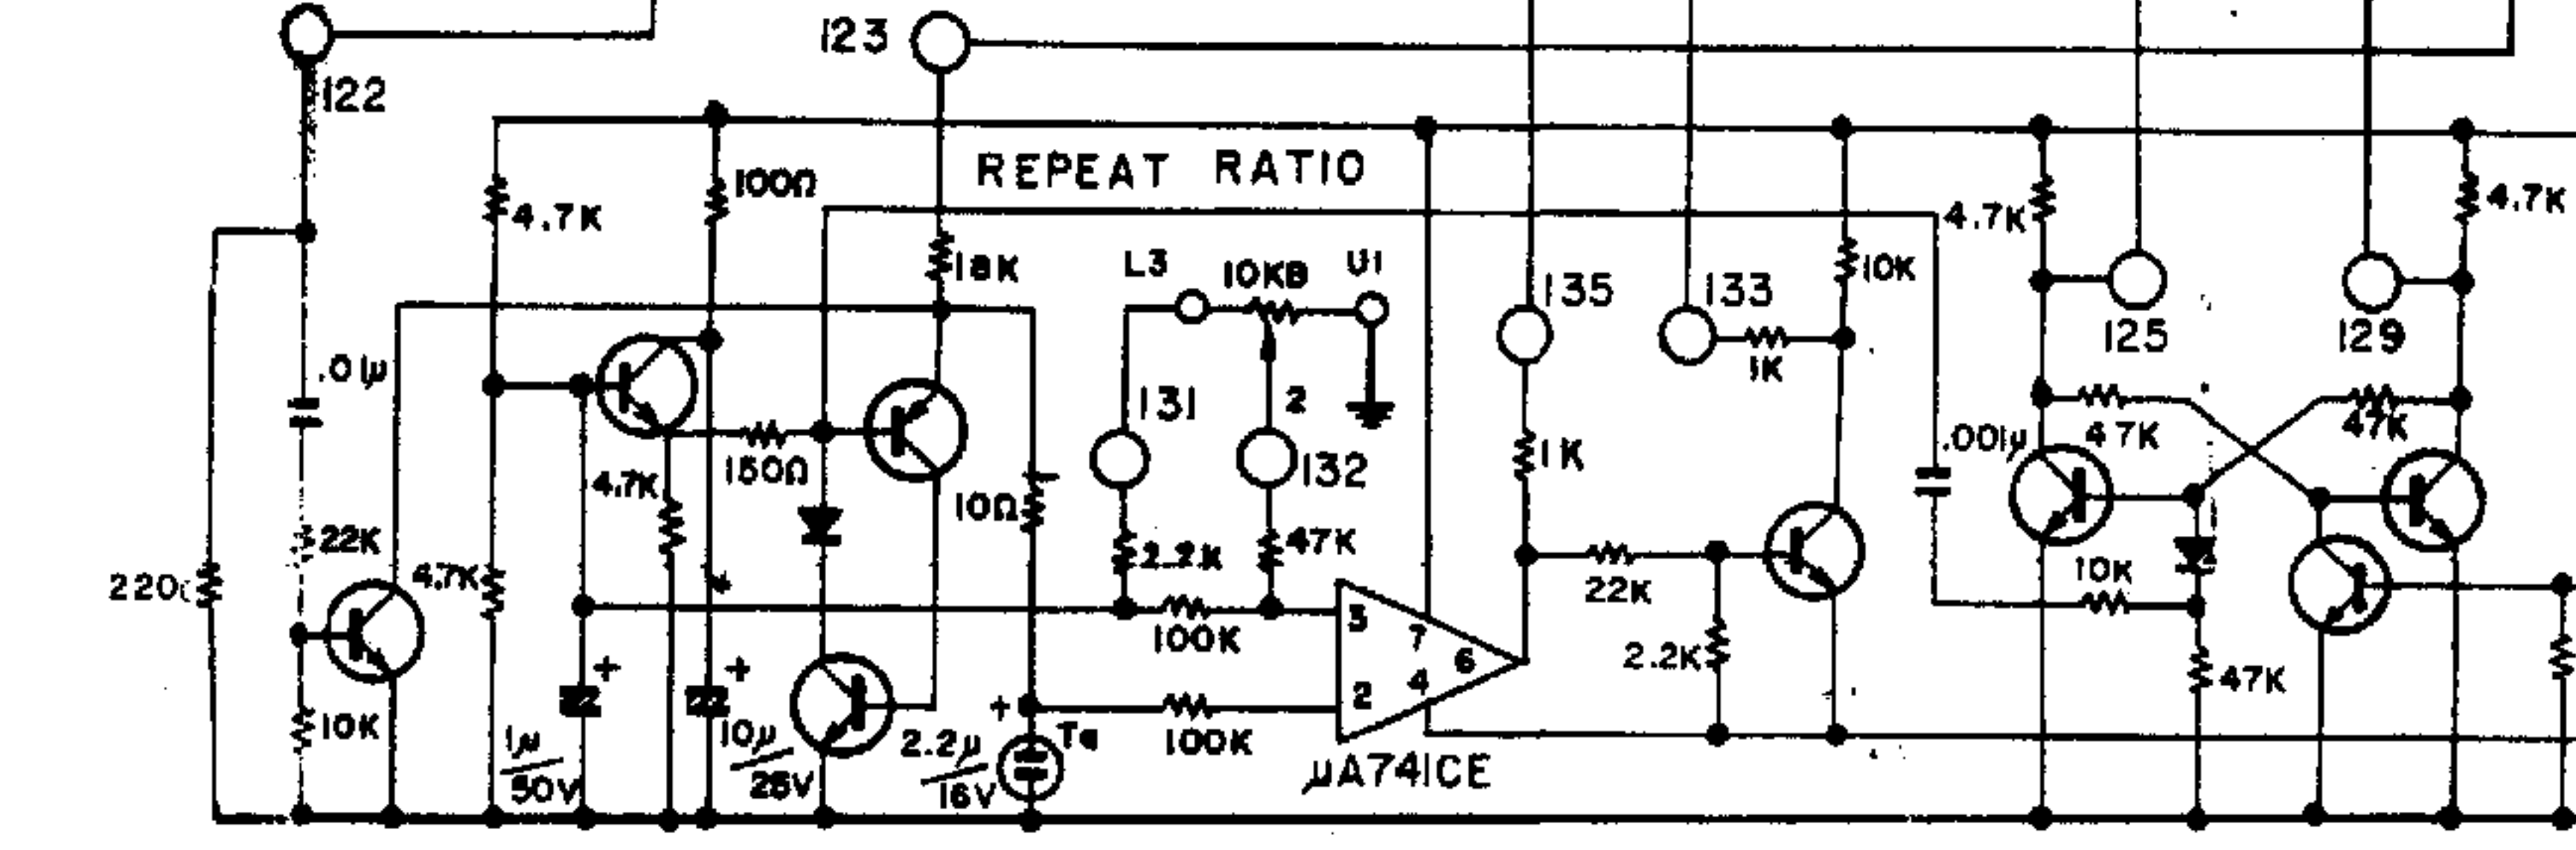 123
122
REPEAT RATIO
100Ω
4.7K
4.7K
4.7K
18K
L3
10KB
U1
135
133
10K
125
129
1K
.01μ
131
2
132
.001μ
47K
47K
1K
150Ω
4.7K
10Ω
22K
2.2K
47K
4.7K
22K
10K
100K
3
7
6
4
2
2.2K
47K
+
+
+
10K
1μ/50V
10μ/25V
2.2μ/16V
Ta
100K
μA741CE